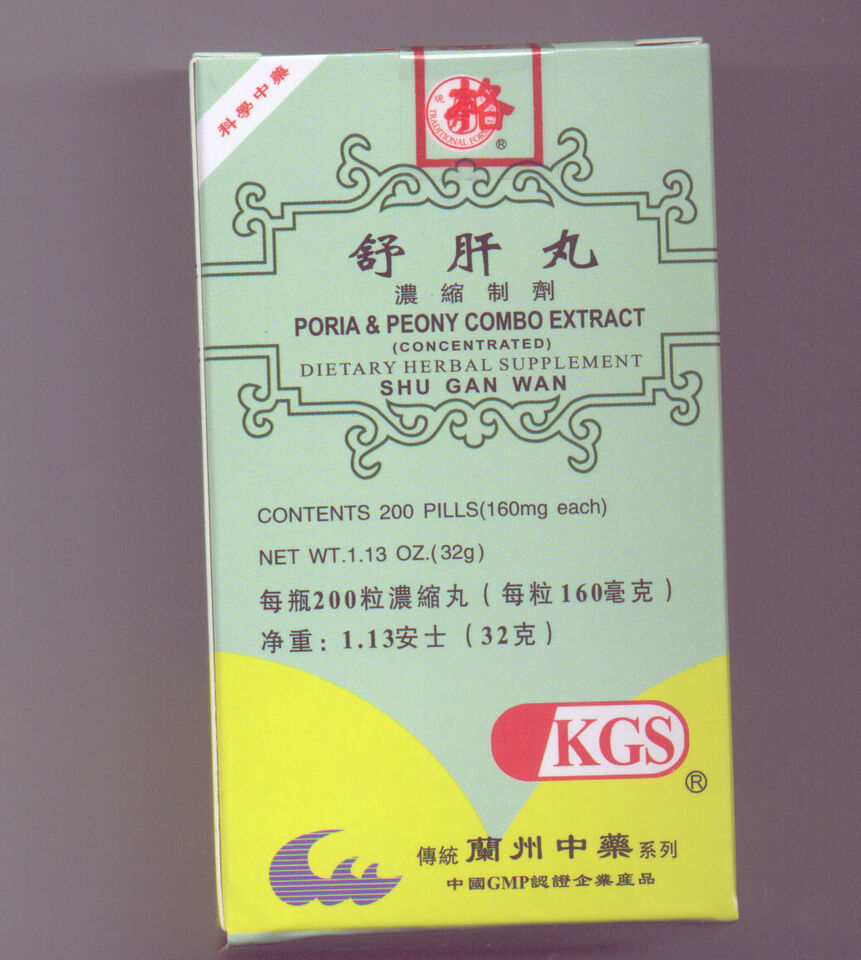 科學中藥
現
TRADITIONAL
®
舒肝丸
濃縮制劑
PORIA & PEONY COMBO EXTRACT
(CONCENTRATED)
DIETARY HERBAL SUPPLEMENT
SHU GAN WAN
CONTENTS 200 PILLS(160mg each)
NET WT.1.13 OZ.(32g)
每瓶200粒濃縮丸(每粒160毫克)
净重:1.13安士(32克)
KGS
®
傳統 蘭州中藥 系列
中國GMP認證企業産品